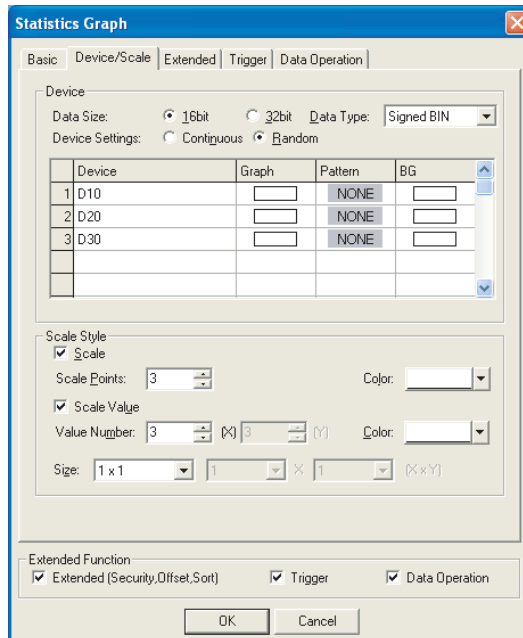 Statistics Graph
Basic Device/Scale Extended Trigger Data Operation
Device
Data Size: 16bit 32bit Data Type: Signed BIN
Device Settings: Continuous Random
Device Graph Pattern BG
1 D10 NONE
2 D20 NONE
3 D30 NONE
Scale Style
Scale
Scale Points: 3 Color:
Scale Value
Value Number: 3 (X) 3 (Y) Color:
Size: 1 x 1 1 X 1 (X x Y)
Extended Function
Extended (Security,Offset,Sort) Trigger Data Operation
OK Cancel